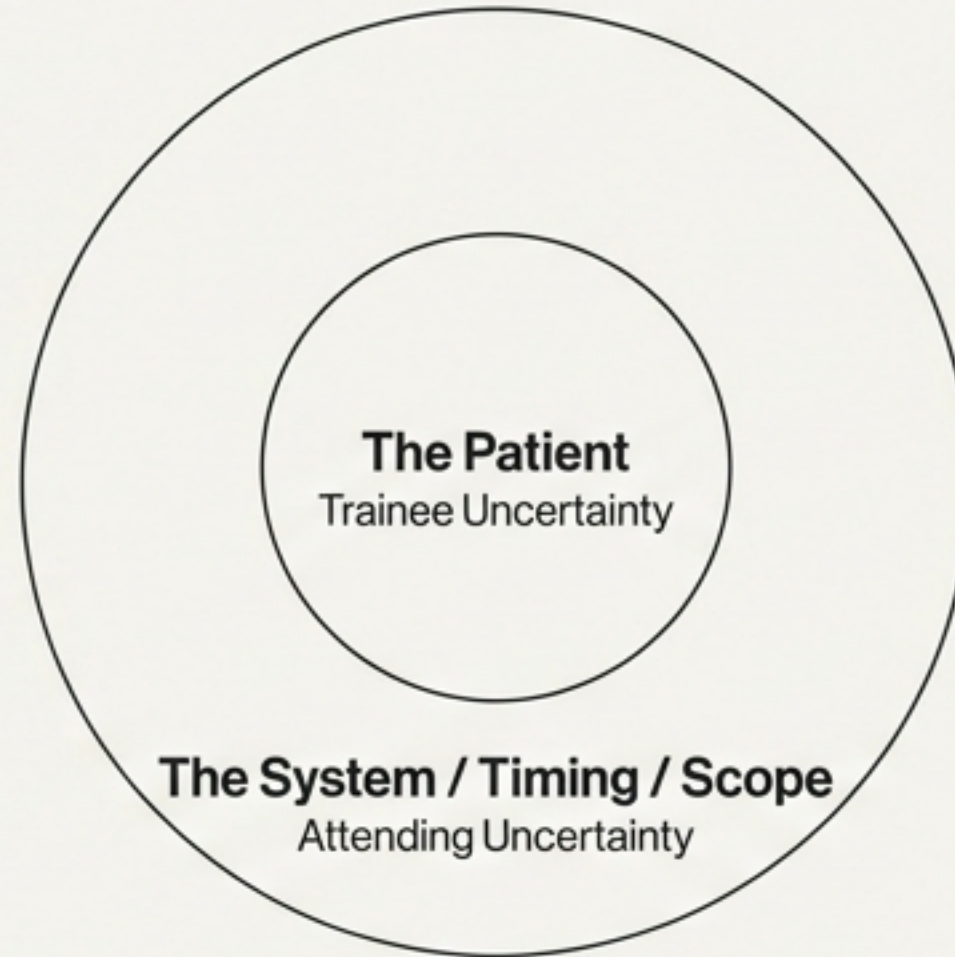 The Patient
Trainee Uncertainty
The System / Timing / Scope
Attending Uncertainty